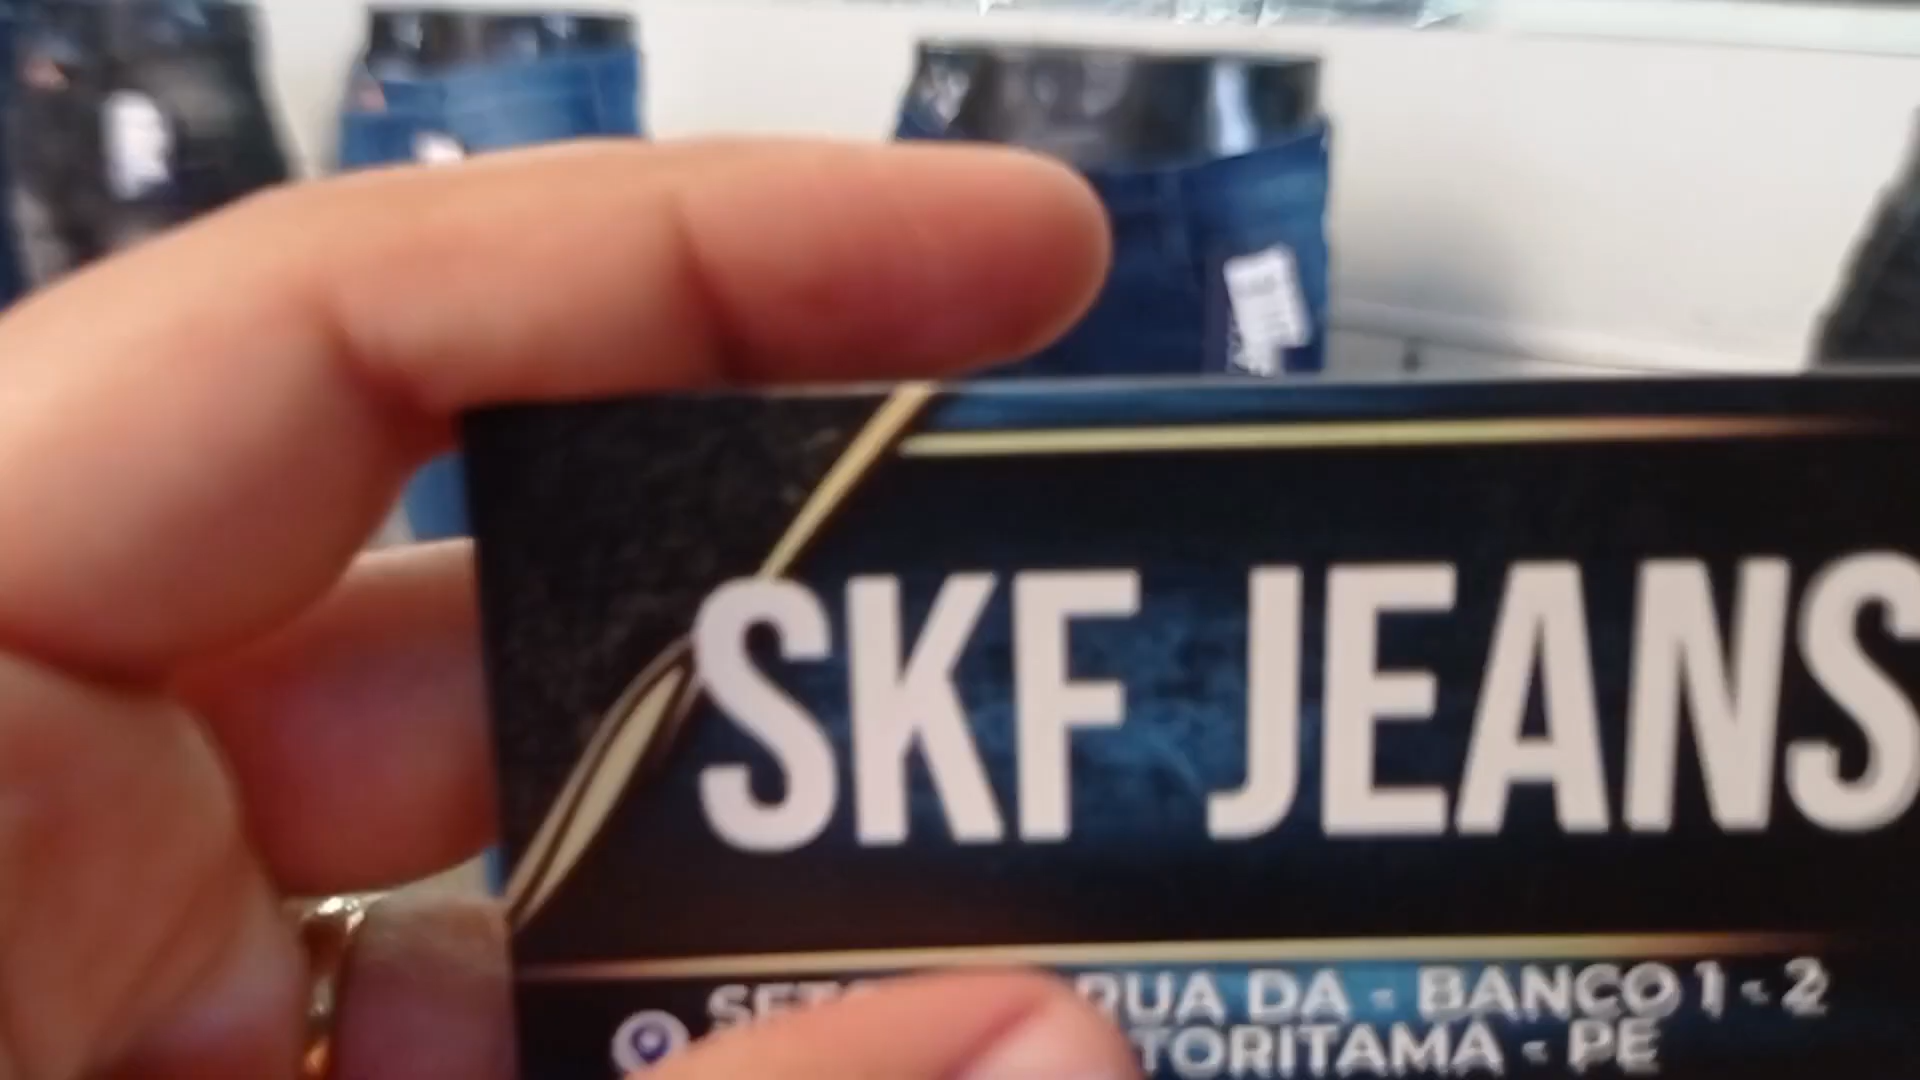 SKF JEANS
RUA DA - BANCO 1 - 2
TORITAMA - PE